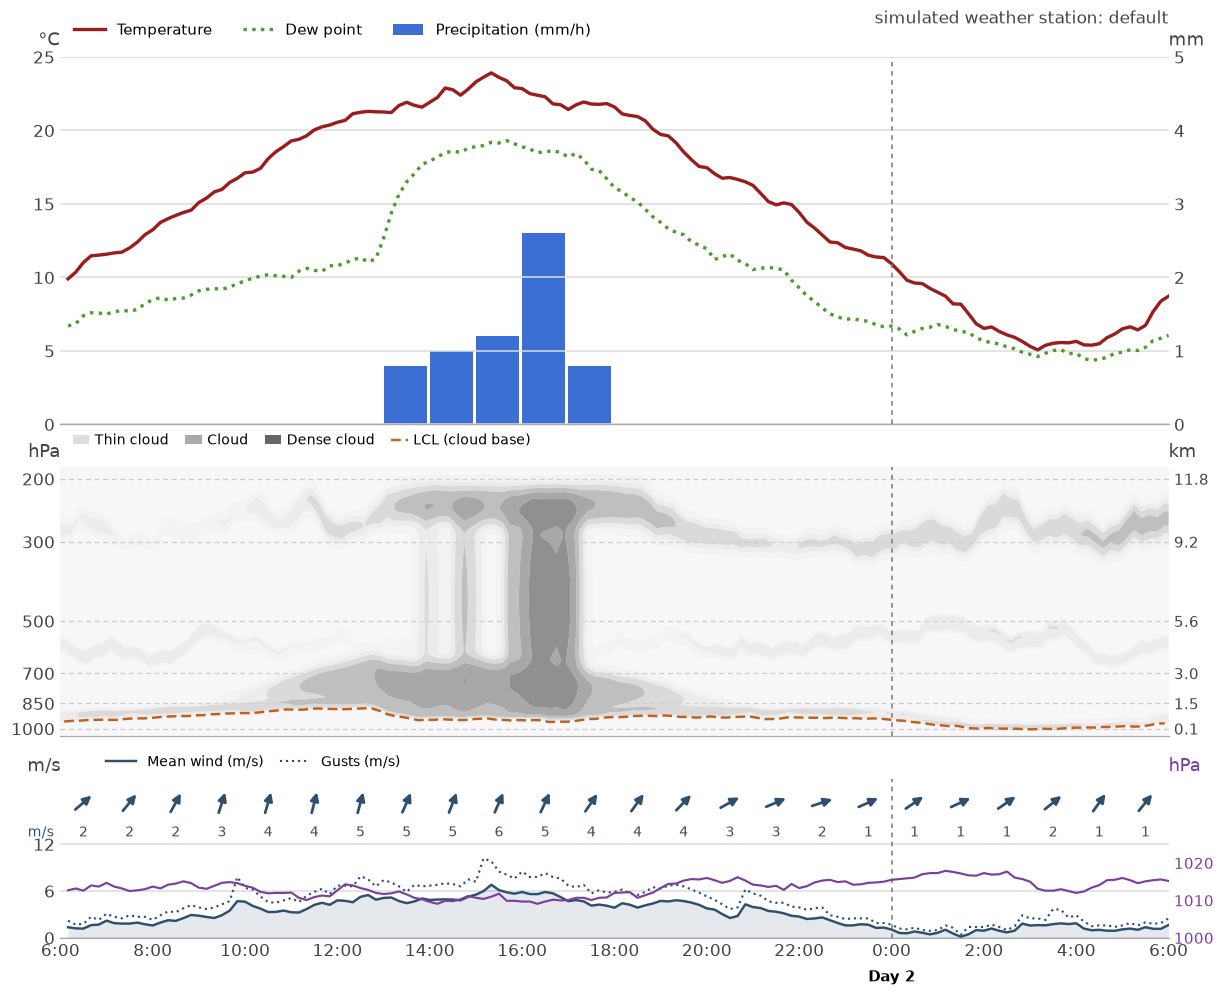 simulated weather station: default
Temperature Dew point Precipitation (mm/h)
°C mm
25 5
20 4
15 3
10 2
5 1
0 0
Thin cloud Cloud Dense cloud LCL (cloud base)
hPa km
200 11.8
300 9.2
500 5.6
700 3.0
850 1.5
1000 0.1
m/s Mean wind (m/s) Gusts (m/s) hPa
m/s 2 2 2 3 4 4 5 5 5 6 5 4 4 4 3 3 2 1 1 1 1 2 1 1
12
1020
6
1010
0 1000
6:00 8:00 10:00 12:00 14:00 16:00 18:00 20:00 22:00 0:00 2:00 4:00 6:00
Day 2